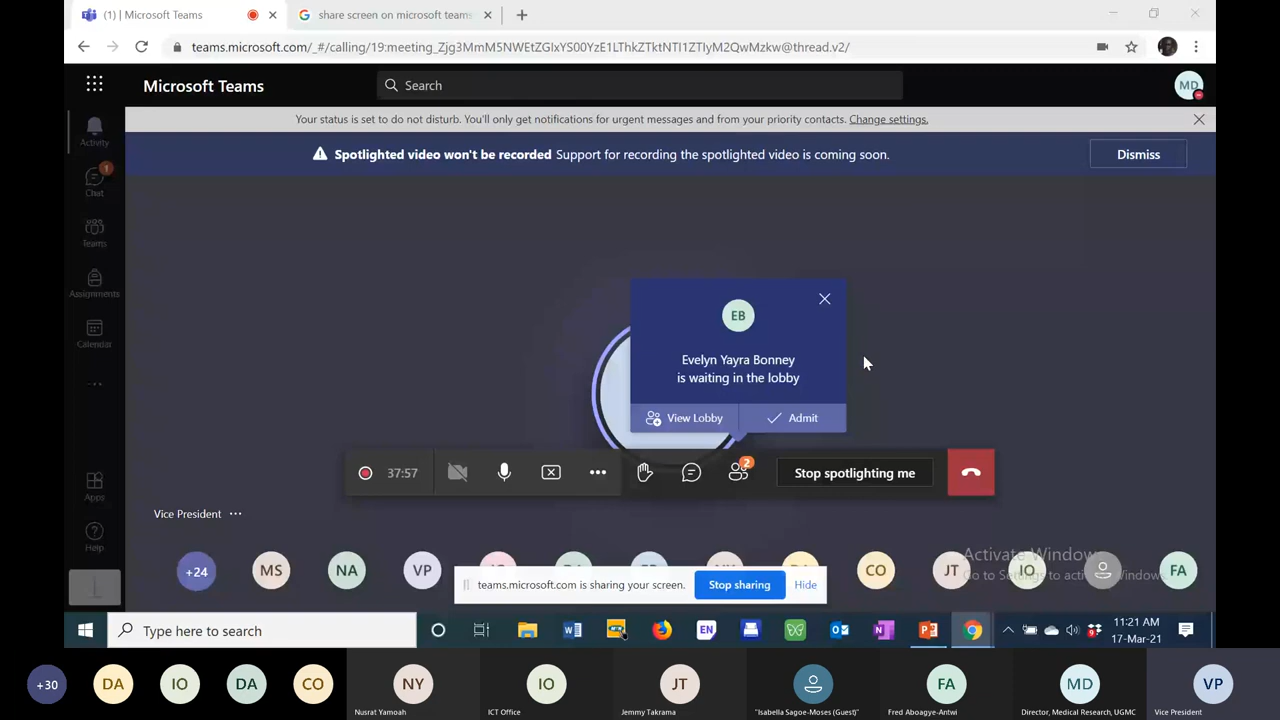 (1) | Microsoft Teams
share screen on microsoft teams
teams.microsoft.com/_#/calling/19:meeting_Zjg3MmM5NWEtZGIxYS00YzE1LThkZTktNTI1ZTIyM2QwMzkw@thread.v2/
Microsoft Teams
Search
MD
Your status is set to do not disturb. You'll only get notifications for urgent messages and from your priority contacts. Change settings.
Spotlighted video won't be recorded Support for recording the spotlighted video is coming soon.
Dismiss
Activity
Chat
1
Teams
Assignments
Calendar
Apps
Help
EB
Evelyn Yayra Bonney
is waiting in the lobby
View Lobby
Admit
37:57
2
Stop spotlighting me
Vice President
+24
MS
NA
VP
CO
JT
IO
FA
Activate Windows
Go to Settings to activate Windows.
teams.microsoft.com is sharing your screen.
Stop sharing
Hide
Type here to search
EN
11:21 AM
17-Mar-21
+30
DA
IO
DA
CO
NY
Nusrat Yamoah
IO
ICT Office
JT
Jemmy Takrama
"Isabella Sagoe-Moses (Guest)"
FA
Fred Aboagye-Antwi
MD
Director, Medical Research, UGMC
VP
Vice President